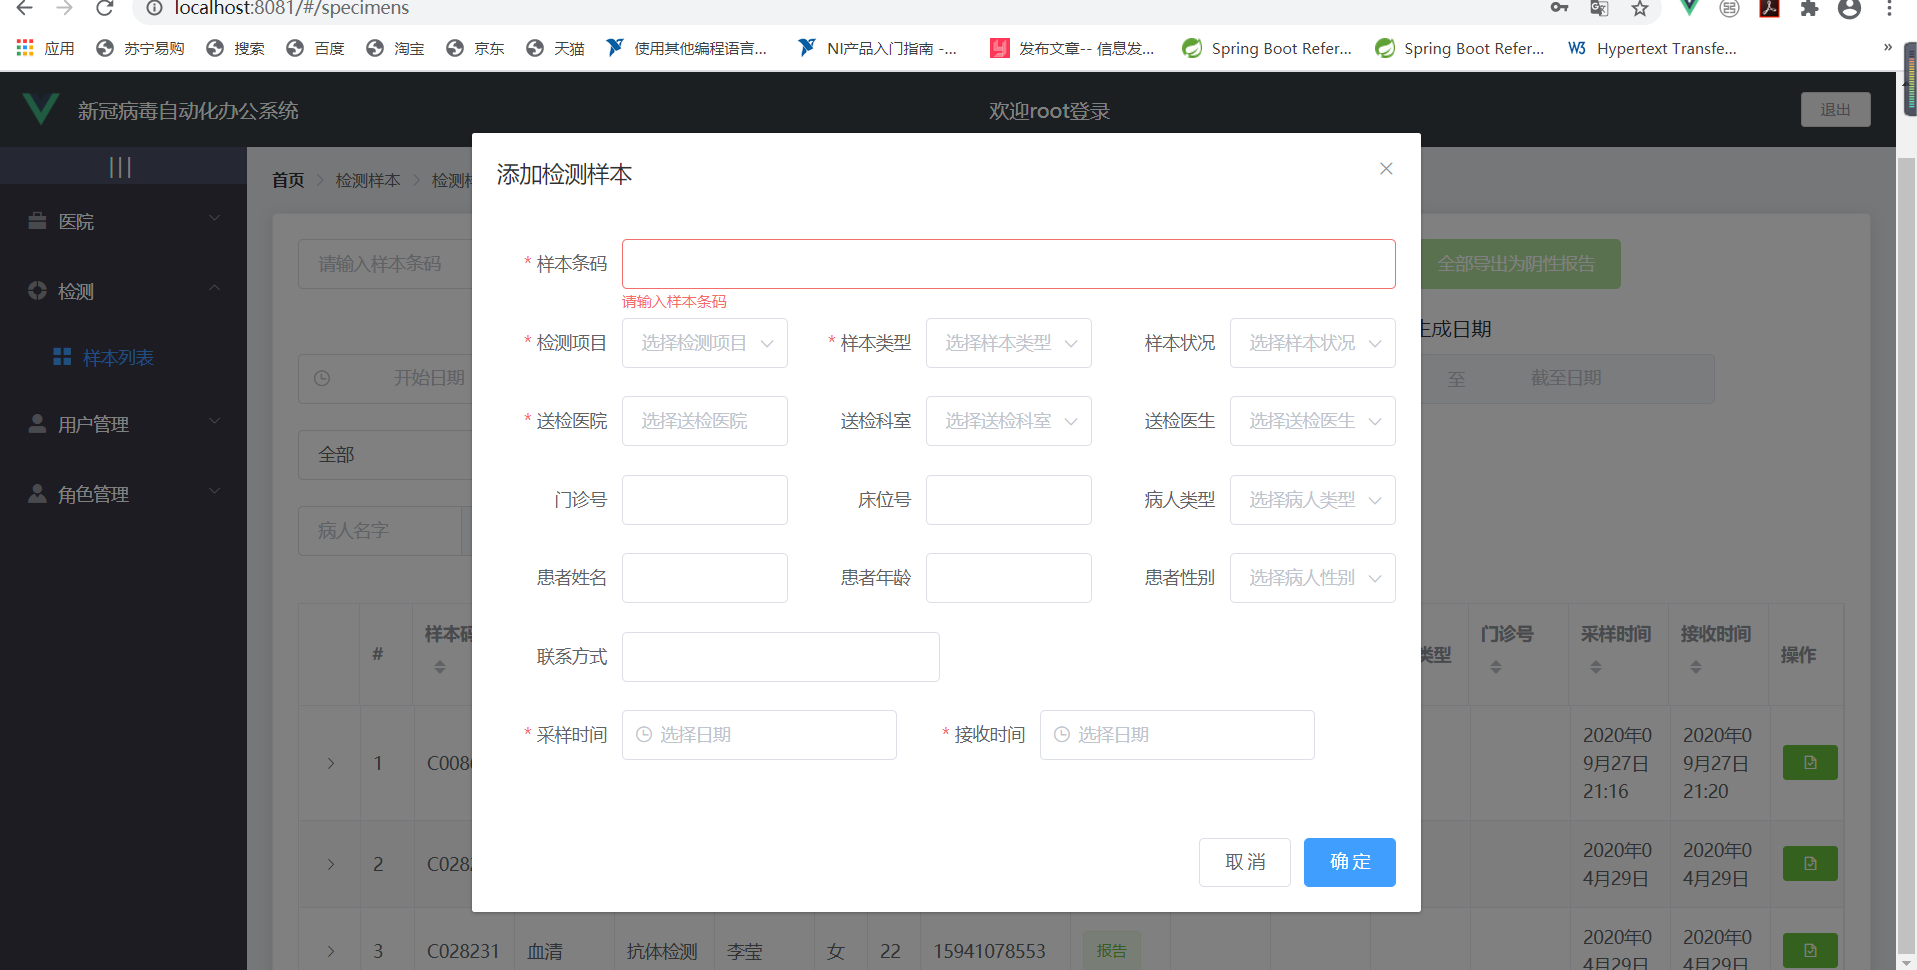 localhost:8081/#/specimens
应用 苏宁易购 搜索 百度 淘宝 京东 天猫 使用其他编程语言... NI产品入门指南 -... 发布文章-- 信息发... Spring Boot Refer... Spring Boot Refer... W3 Hypertext Transfe... »
新冠病毒自动化办公系统 欢迎root登录 退出
|||
首页 检测样本
医院
检测
样本列表
用户管理
角色管理
请输入样本条码 全部导出为阴性报告
生成日期
开始日期 至 截至日期
全部
病人名字
添加检测样本
* 样本条码
请输入样本条码
* 检测项目 选择检测项目 * 样本类型 选择样本类型 样本状况 选择样本状况
* 送检医院 选择送检医院 送检科室 选择送检科室 送检医生 选择送检医生
门诊号 床位号 病人类型 选择病人类型
患者姓名 患者年龄 患者性别 选择病人性别
联系方式
* 采样时间 选择日期 * 接收时间 选择日期
取消 确定
# 样本码 类型 门诊号 采样时间 接收时间 操作
1 2020年09月27日 21:16 2020年09月27日 21:20
2 2020年04月29日 2020年04月29日
3 C028231 血清 抗体检测 李莹 女 22 15941078553 报告 2020年04月29日 2020年04月29日